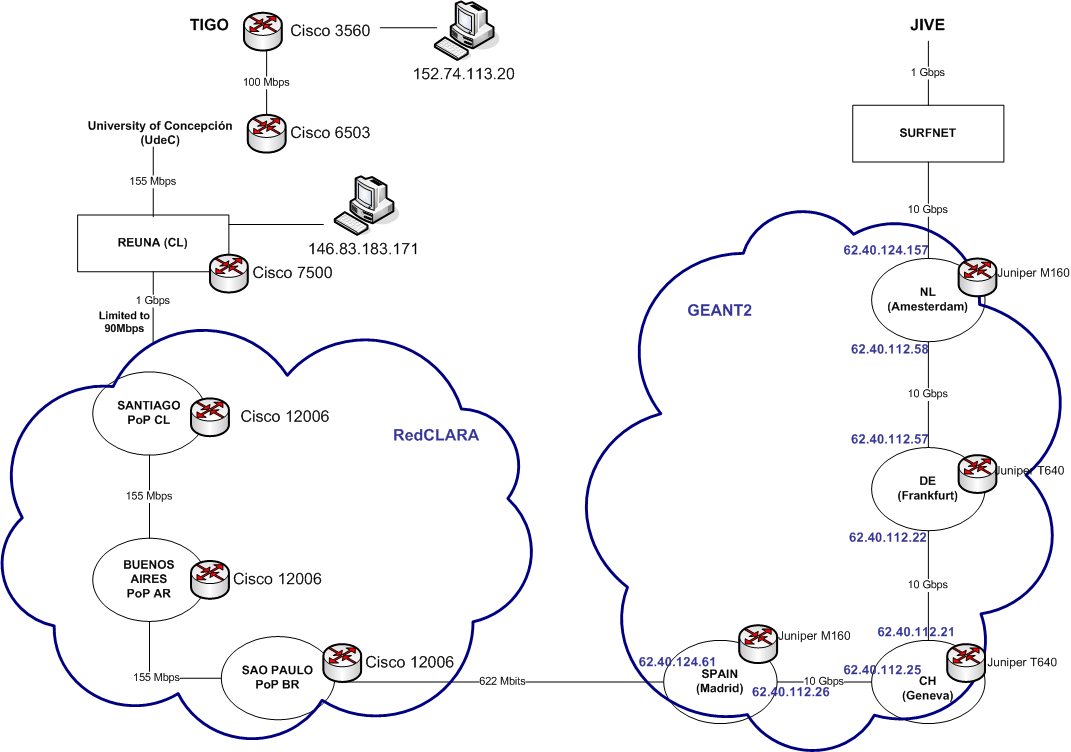 TIGO
Cisco 3560
152.74.113.20
100 Mbps
University of Concepción
(UdeC)
Cisco 6503
155 Mbps
REUNA (CL)
146.83.183.171
Cisco 7500
1 Gbps
Limited to
90Mbps
SANTIAGO
PoP CL
Cisco 12006
RedCLARA
155 Mbps
BUENOS
AIRES
PoP AR
Cisco 12006
155 Mbps
SAO PAULO
PoP BR
Cisco 12006
622 Mbits
JIVE
1 Gbps
SURFNET
10 Gbps
62.40.124.157
GEANT2
NL
(Amesterdam)
Juniper M160
62.40.112.58
10 Gbps
62.40.112.57
DE
(Frankfurt)
Juniper T640
62.40.112.22
10 Gbps
62.40.112.21
Juniper M160
62.40.124.61
SPAIN
(Madrid)
62.40.112.26
10 Gbps
62.40.112.25
CH
(Geneva)
Juniper T640